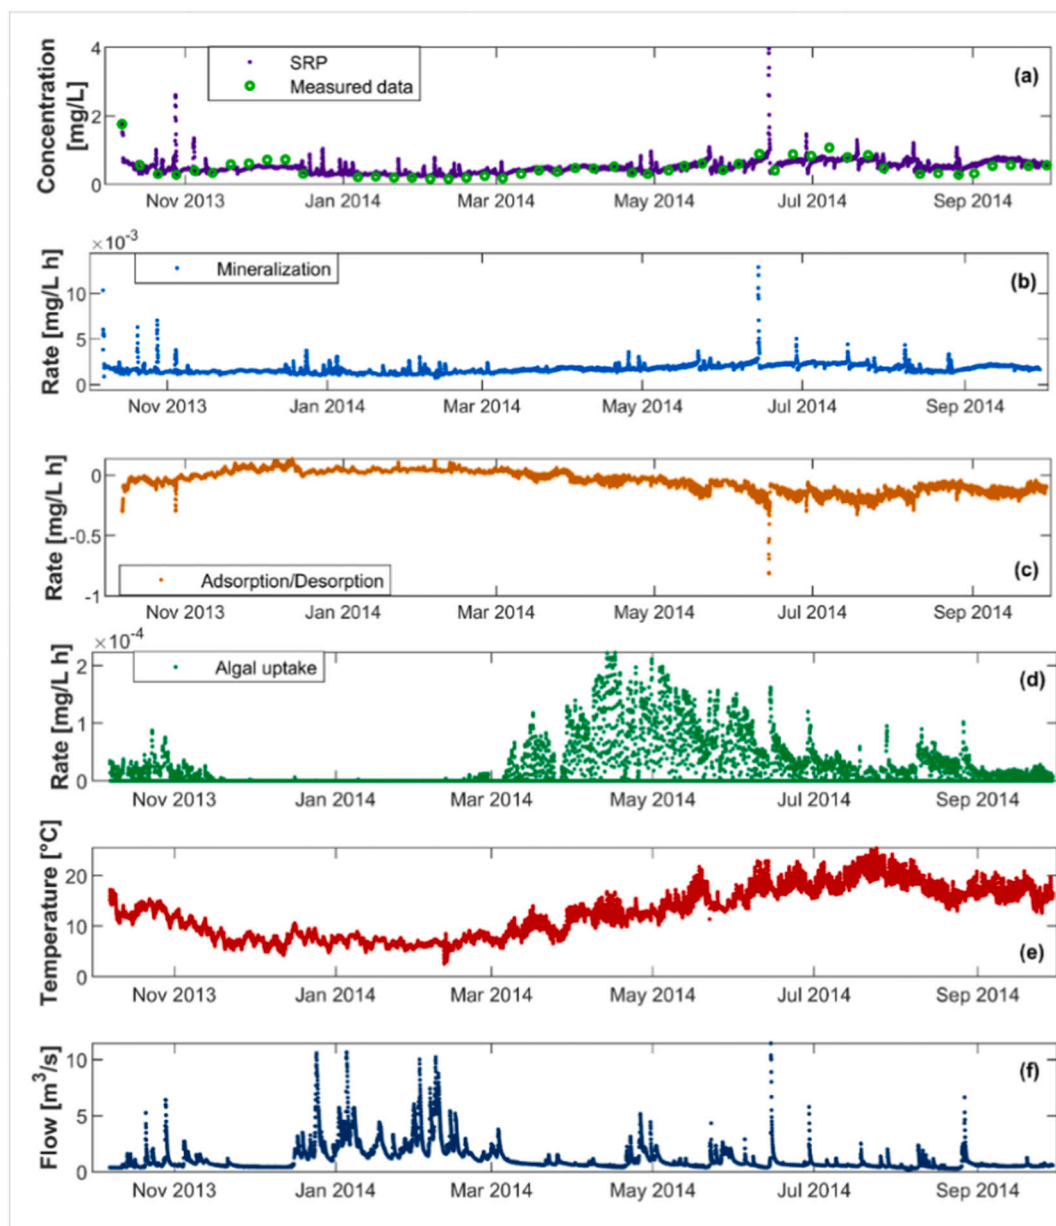 4
SRP
Measured data
(a)
2
0
Concentration
[mg/L]
Nov 2013 Jan 2014 Mar 2014 May 2014 Jul 2014 Sep 2014
×10-3
Mineralization
(b)
10
5
0
Rate [mg/L h]
Nov 2013 Jan 2014 Mar 2014 May 2014 Jul 2014 Sep 2014
0
-0.5
-1
Rate [mg/L h]
(c)
Adsorption/Desorption
Nov 2013 Jan 2014 Mar 2014 May 2014 Jul 2014 Sep 2014
×10-4
Algal uptake
(d)
2
1
0
Rate [mg/L h]
Nov 2013 Jan 2014 Mar 2014 May 2014 Jul 2014 Sep 2014
20
10
0
Temperature [°C]
(e)
Nov 2013 Jan 2014 Mar 2014 May 2014 Jul 2014 Sep 2014
10
5
0
Flow [m3/s]
(f)
Nov 2013 Jan 2014 Mar 2014 May 2014 Jul 2014 Sep 2014